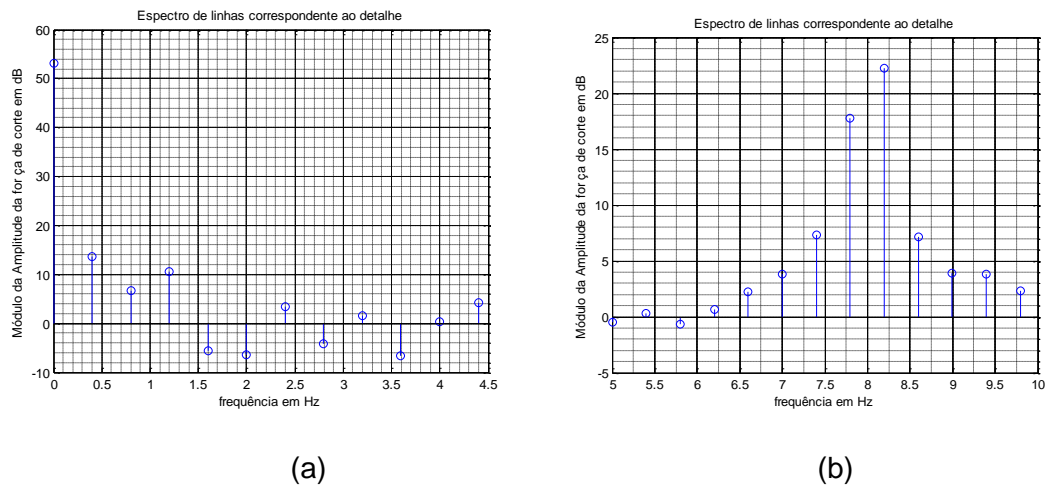 Espectro de linhas correspondente ao detalhe
Módulo da Amplitude da for ça de corte em dB
60
50
40
30
20
10
0
-10
0 0.5 1 1.5 2 2.5 3 3.5 4 4.5
frequência em Hz
(a)
Espectro de linhas correspondente ao detalhe
Módulo da Amplitude da for ça de corte em dB
25
20
15
10
5
0
-5
5 5.5 6 6.5 7 7.5 8 8.5 9 9.5 10
frequência em Hz
(b)